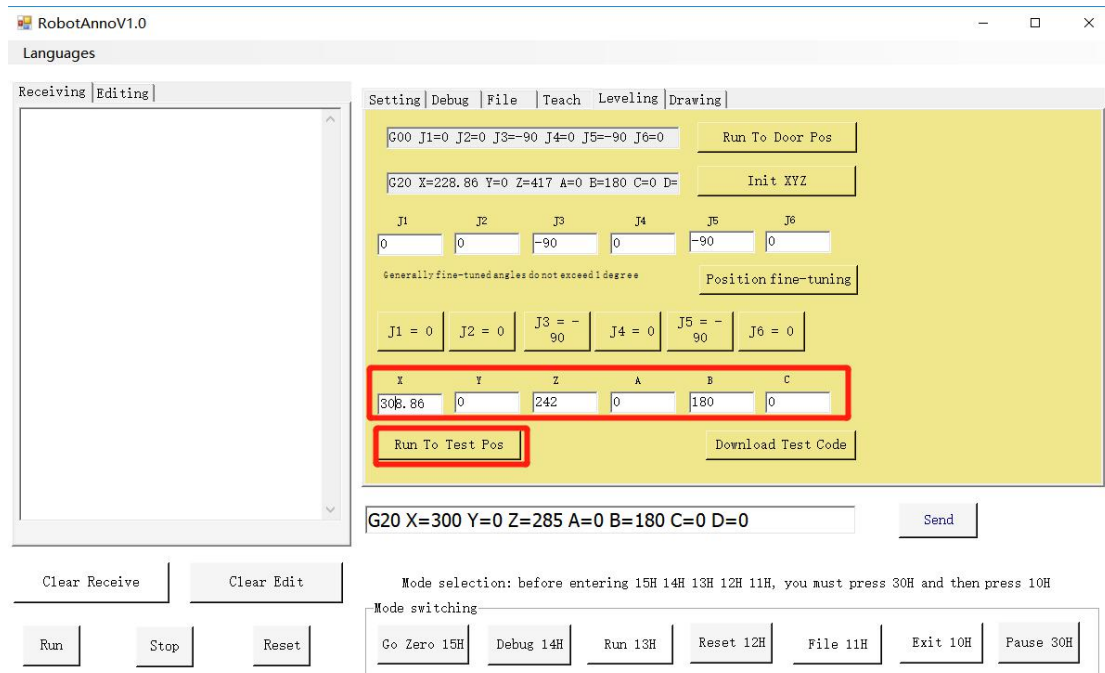 RobotAnnoV1.0
Languages
Receiving Editing
Setting Debug File Teach Leveling Drawing
G00 J1=0 J2=0 J3=-90 J4=0 J5=-90 J6=0 Run To Door Pos
G20 X=228.86 Y=0 Z=417 A=0 B=180 C=0 D= Init XYZ
J1 J2 J3 J4 J5 J6
0 0 -90 0 -90 0
Generally fine-tuned angles do not exceed 1 degree Position fine-tuning
J1 = 0 J2 = 0 J3 = - 90 J4 = 0 J5 = - 90 J6 = 0
X Y Z A B C
308.86 0 242 0 180 0
Run To Test Pos Download Test Code
G20 X=300 Y=0 Z=285 A=0 B=180 C=0 D=0 Send
Clear Receive Clear Edit
Mode selection: before entering 15H 14H 13H 12H 11H, you must press 30H and then press 10H
Mode switching
Run Stop Reset
Go Zero 15H Debug 14H Run 13H Reset 12H File 11H Exit 10H Pause 30H